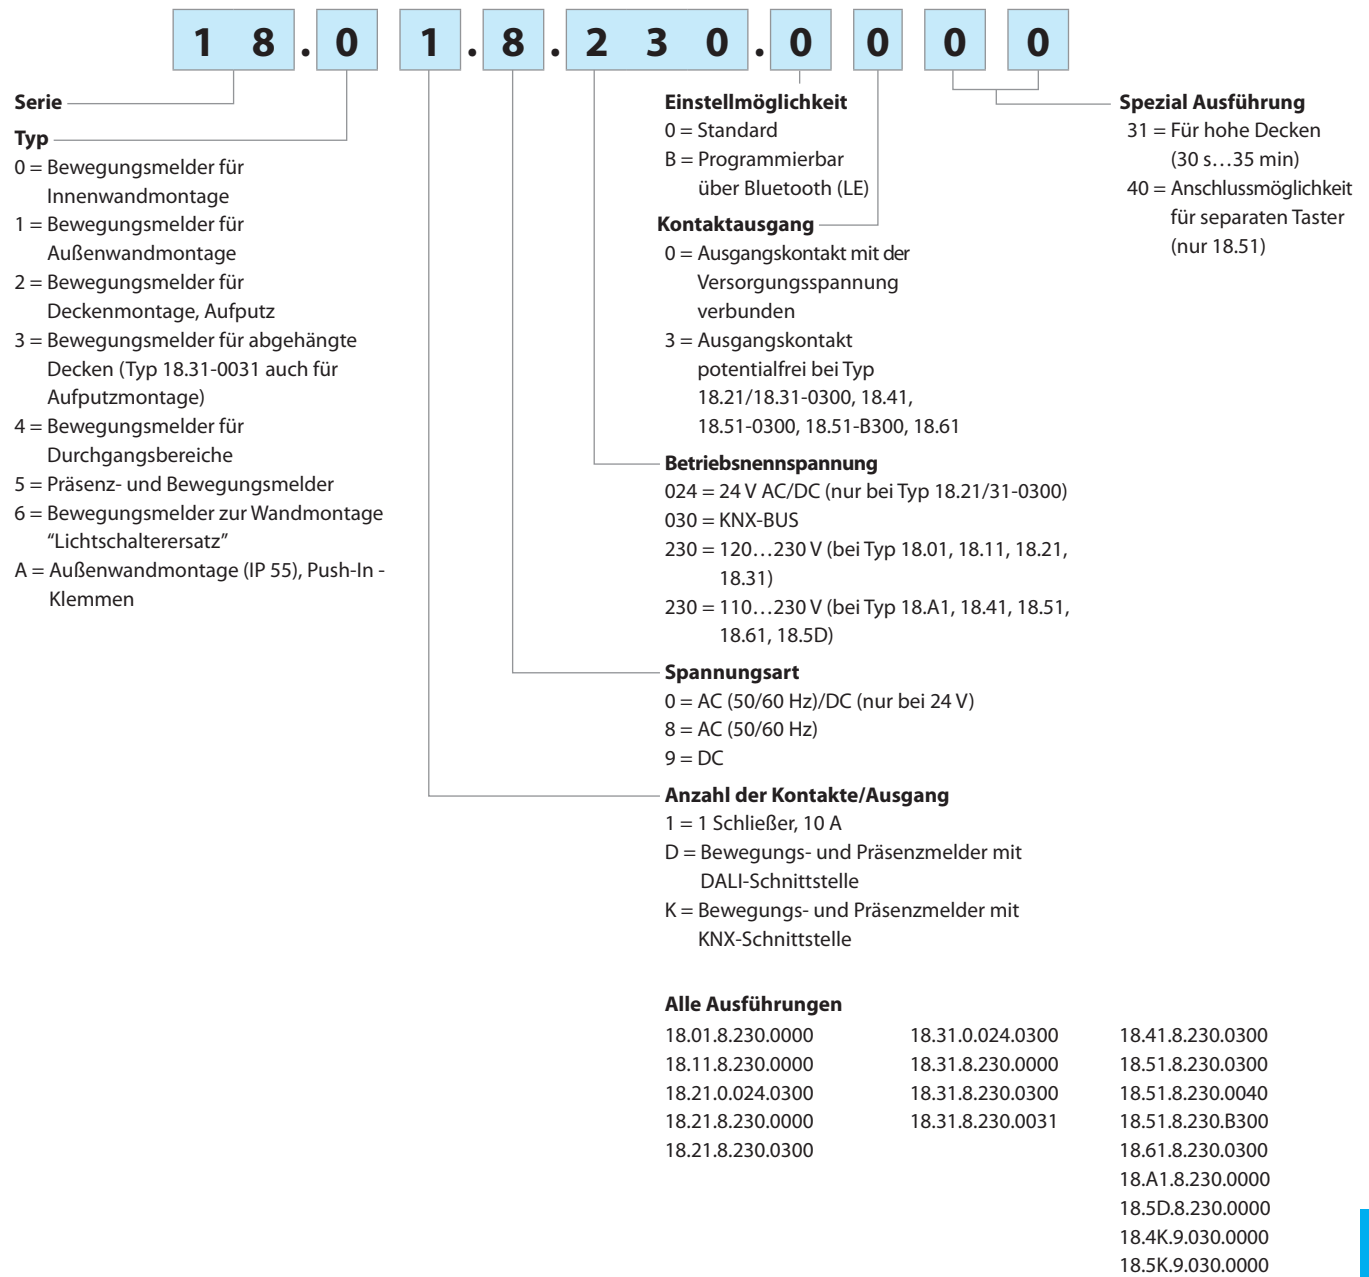 18.01.8.230.0000
Serie
Typ
0 = Bewegungsmelder für
Innenwandmontage
1 = Bewegungsmelder für
Außenwandmontage
2 = Bewegungsmelder für
Deckenmontage, Aufputz
3 = Bewegungsmelder für abgehängte
Decken (Typ 18.31-0031 auch für
Aufputzmontage)
4 = Bewegungsmelder für
Durchgangsbereiche
5 = Präsenz- und Bewegungsmelder
6 = Bewegungsmelder zur Wandmontage
“Lichtschalterersatz”
A = Außenwandmontage (IP 55), Push-In -
Klemmen
Einstellmöglichkeit
0 = Standard
B = Programmierbar
über Bluetooth (LE)
Kontaktausgang
0 = Ausgangskontakt mit der
Versorgungsspannung
verbunden
3 = Ausgangskontakt
potentialfrei bei Typ
18.21/18.31-0300, 18.41,
18.51-0300, 18.51-B300, 18.61
Betriebsnennspannung
024 = 24 V AC/DC (nur bei Typ 18.21/31-0300)
030 = KNX-BUS
230 = 120…230 V (bei Typ 18.01, 18.11, 18.21,
18.31)
230 = 110…230 V (bei Typ 18.A1, 18.41, 18.51,
18.61, 18.5D)
Spannungsart
0 = AC (50/60 Hz)/DC (nur bei 24 V)
8 = AC (50/60 Hz)
9 = DC
Anzahl der Kontakte/Ausgang
1 = 1 Schließer, 10 A
D = Bewegungs- und Präsenzmelder mit
DALI-Schnittstelle
K = Bewegungs- und Präsenzmelder mit
KNX-Schnittstelle
Spezial Ausführung
31 = Für hohe Decken
(30 s…35 min)
40 = Anschlussmöglichkeit
für separaten Taster
(nur 18.51)
Alle Ausführungen
18.01.8.230.0000
18.11.8.230.0000
18.21.0.024.0300
18.21.8.230.0000
18.21.8.230.0300
18.31.0.024.0300
18.31.8.230.0000
18.31.8.230.0300
18.31.8.230.0031
18.41.8.230.0300
18.51.8.230.0300
18.51.8.230.0040
18.51.8.230.B300
18.61.8.230.0300
18.A1.8.230.0000
18.5D.8.230.0000
18.4K.9.030.0000
18.5K.9.030.0000